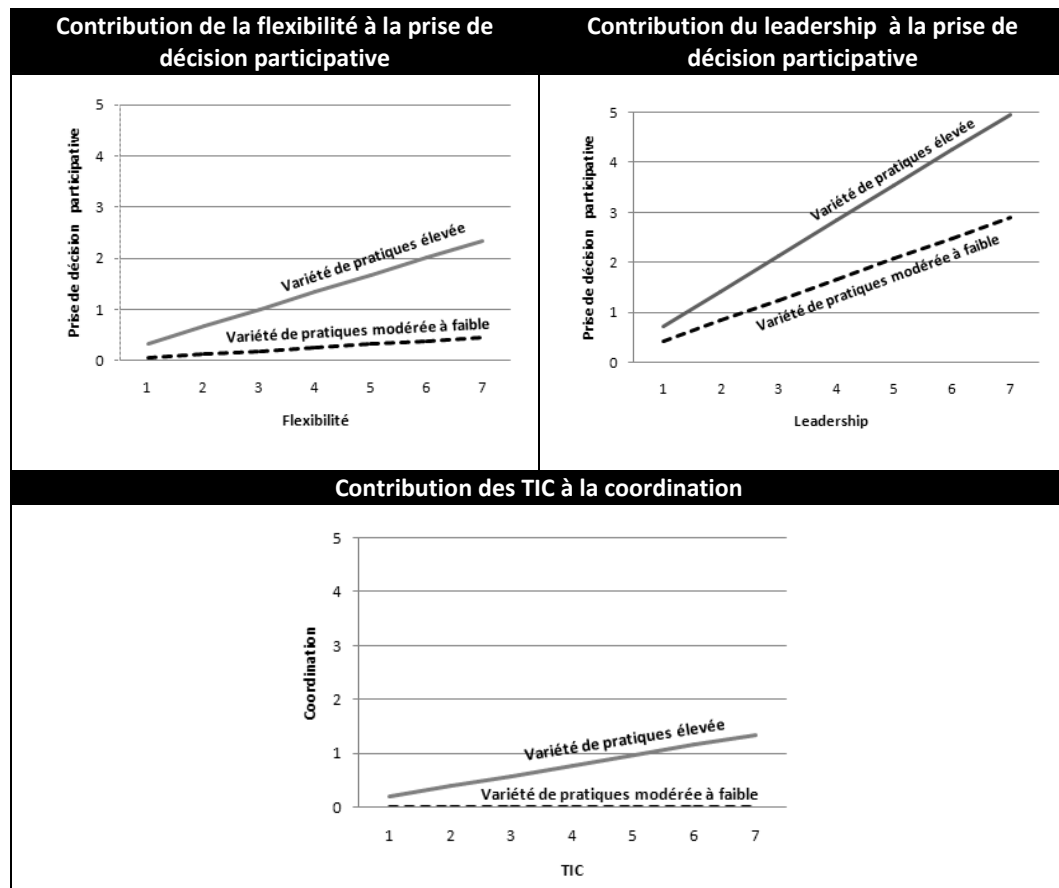 Contribution de la flexibilité à la prise de
décision participative
Contribution du leadership à la prise de
décision participative
Prise de décision participative
5
4
3
2
1
0
Variété de pratiques élevée
Variété de pratiques modérée à faible
1 2 3 4 5 6 7
Flexibilité
Prise de décision participative
5
4
3
2
1
0
Variété de pratiques élevée
Variété de pratiques modérée à faible
1 2 3 4 5 6 7
Leadership
Contribution des TIC à la coordination
Coordination
5
4
3
2
1
0
Variété de pratiques élevée
Variété de pratiques modérée à faible
1 2 3 4 5 6 7
TIC